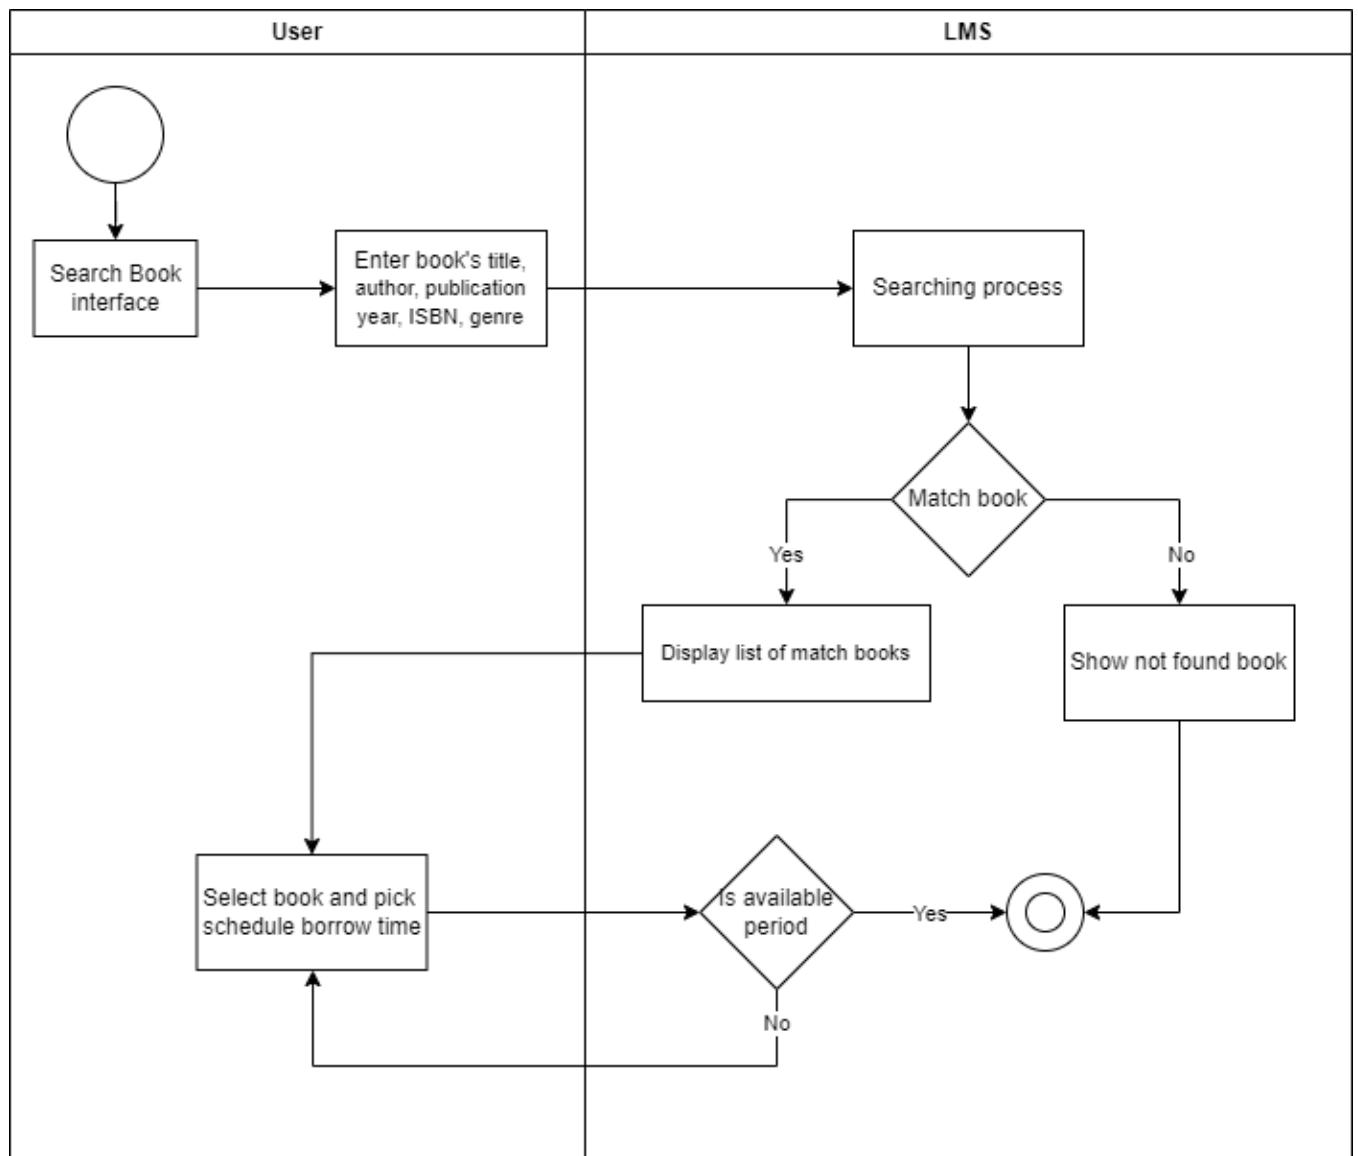 User
LMS
Search Book
interface
Enter book's title,
author, publication
year, ISBN, genre
Searching process
Match book
Yes
No
Display list of match books
Show not found book
Select book and pick
schedule borrow time
Is available
period
Yes
No